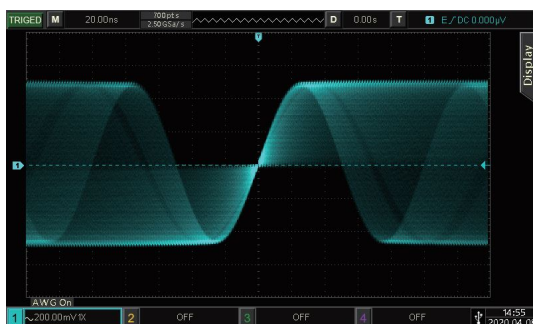 TRIGED M 20.00ns 700pts 2.50GSa/s D 0.00s T 1 E DC 0.000μV
T
Display
1
AWG On
1 200.00mV 1X 2 OFF 3 OFF 4 OFF 14:55
2020.04.08